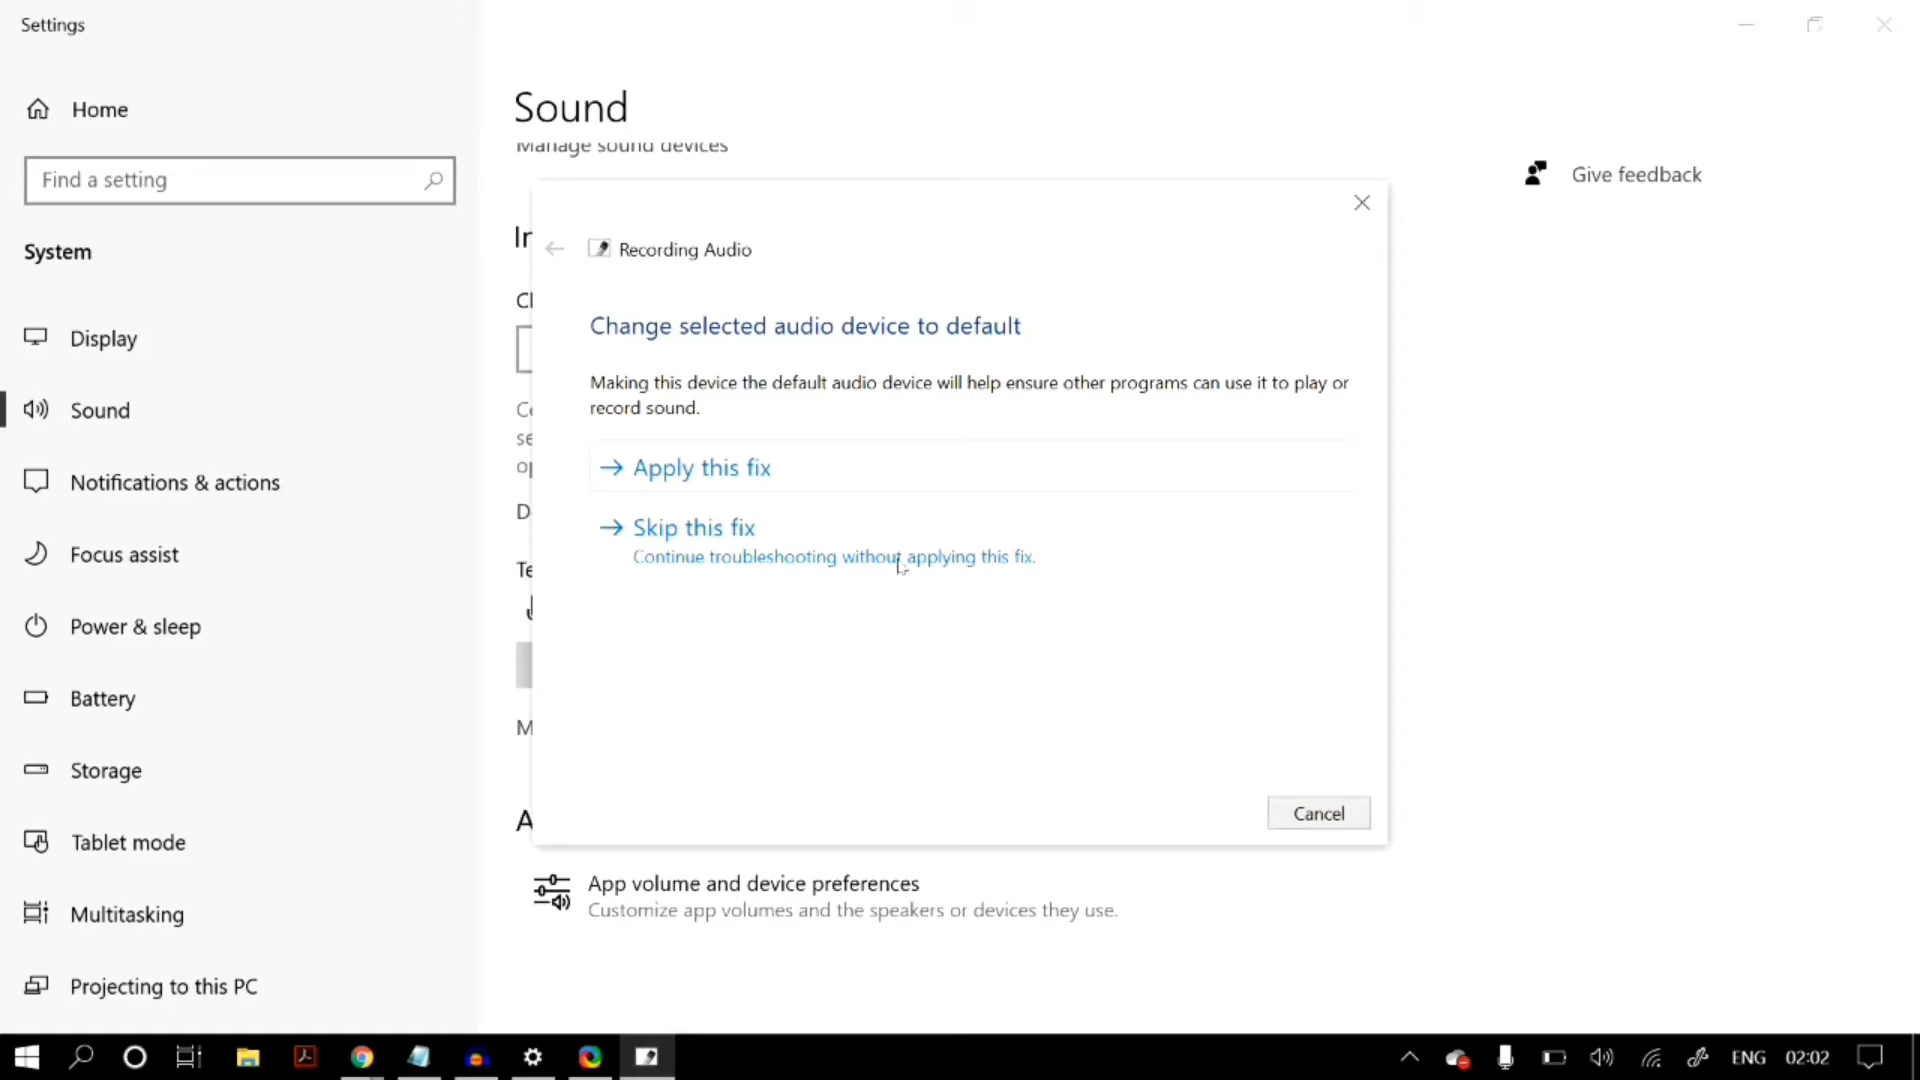 Settings
Home
Find a setting
System
Display
Sound
Notifications & actions
Focus assist
Power & sleep
Battery
Storage
Tablet mode
Multitasking
Projecting to this PC
Sound
Manage sound devices
Give feedback
Recording Audio
Change selected audio device to default
Making this device the default audio device will help ensure other programs can use it to play or
record sound.
Apply this fix
Skip this fix
Continue troubleshooting without applying this fix.
Cancel
App volume and device preferences
Customize app volumes and the speakers or devices they use.
ENG 02:02